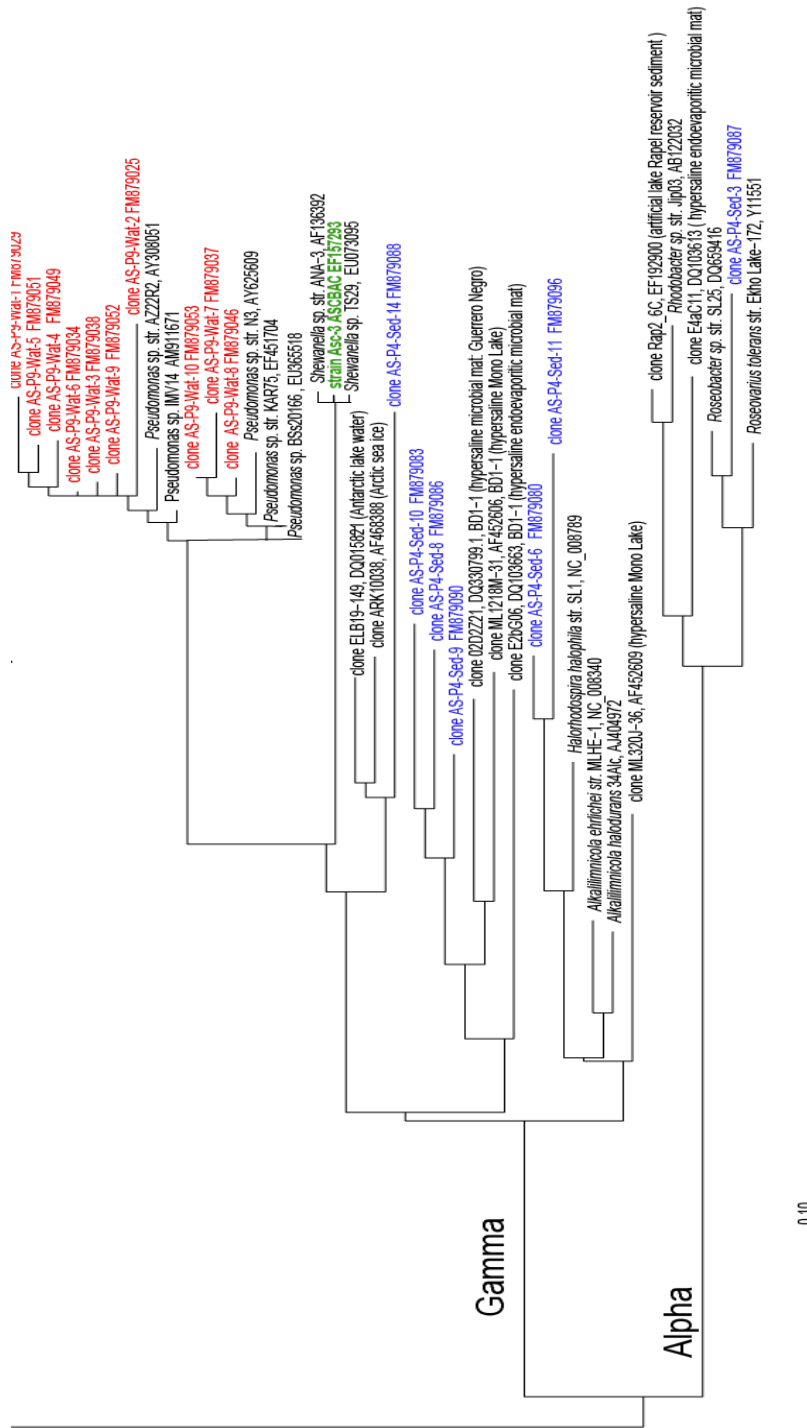 clone AS-P9-Wat-1 FM879029
clone AS-P9-Wat-5 FM879051
clone AS-P9-Wat-4 FM879049
clone AS-P9-Wat-6 FM879034
clone AS-P9-Wat-3 FM879038
clone AS-P9-Wat-9 FM879052
clone AS-P9-Wat-2 FM879025
Pseudomonas sp. str. AZ22R2, AY308051
Pseudomonas sp. IMV14 AM911671
clone AS-P9-Wat-10 FM879053
clone AS-P9-Wat-7 FM879037
clone AS-P9-Wat-8 FM879046
Pseudomonas sp. str. N3, AY625609
Pseudomonas sp. str. KAR75, EF451704
Pseudomonas sp. BSs20166, EU365518
Shewanella sp. str. ANA-3, AF136392
strain Asc-3 ASCBAC EF157293
Shewanella sp. TS29, EU073095
clone ELB19-149, DQ015821 (Antarctic lake water)
clone ARK10038, AF468388 (Arctic sea ice)
clone AS-P4-Sed-14 FM879088
clone AS-P4-Sed-10 FM879083
clone AS-P4-Sed-8 FM879086
clone AS-P4-Sed-9 FM879090
clone 02D2Z21, DQ330799.1, BD1-1 (hypersaline microbial mat: Guerrero Negro)
clone ML1218M-31, AF452606, BD1-1 (hypersaline Mono Lake)
clone E2bG06, DQ103663, BD1-1 (hypersaline endoevaporitic microbial mat)
clone AS-P4-Sed-6 FM879080
clone AS-P4-Sed-11 FM879096
Halorhodospira halophila str. SL1, NC_008789
Alkalilimnicola ehrlichei str. MLHE-1, NC_008340
Alkalilimnicola halodurans 34Alc, AJ404972
clone ML320J-36, AF452609 (hypersaline Mono Lake)
Gamma
clone Rap2_6C, EF192900 (artificial lake Rapel reservoir sediment )
Rhodobacter sp. str. Jip03, AB122032
clone E4aC11, DQ103613 ( hypersaline endoevaporitic microbial mat)
Roseobacter sp. str. SL25, DQ659416
clone AS-P4-Sed-3 FM879087
Roseovarius tolerans str. Ekho Lake-172, Y11551
Alpha
0.10